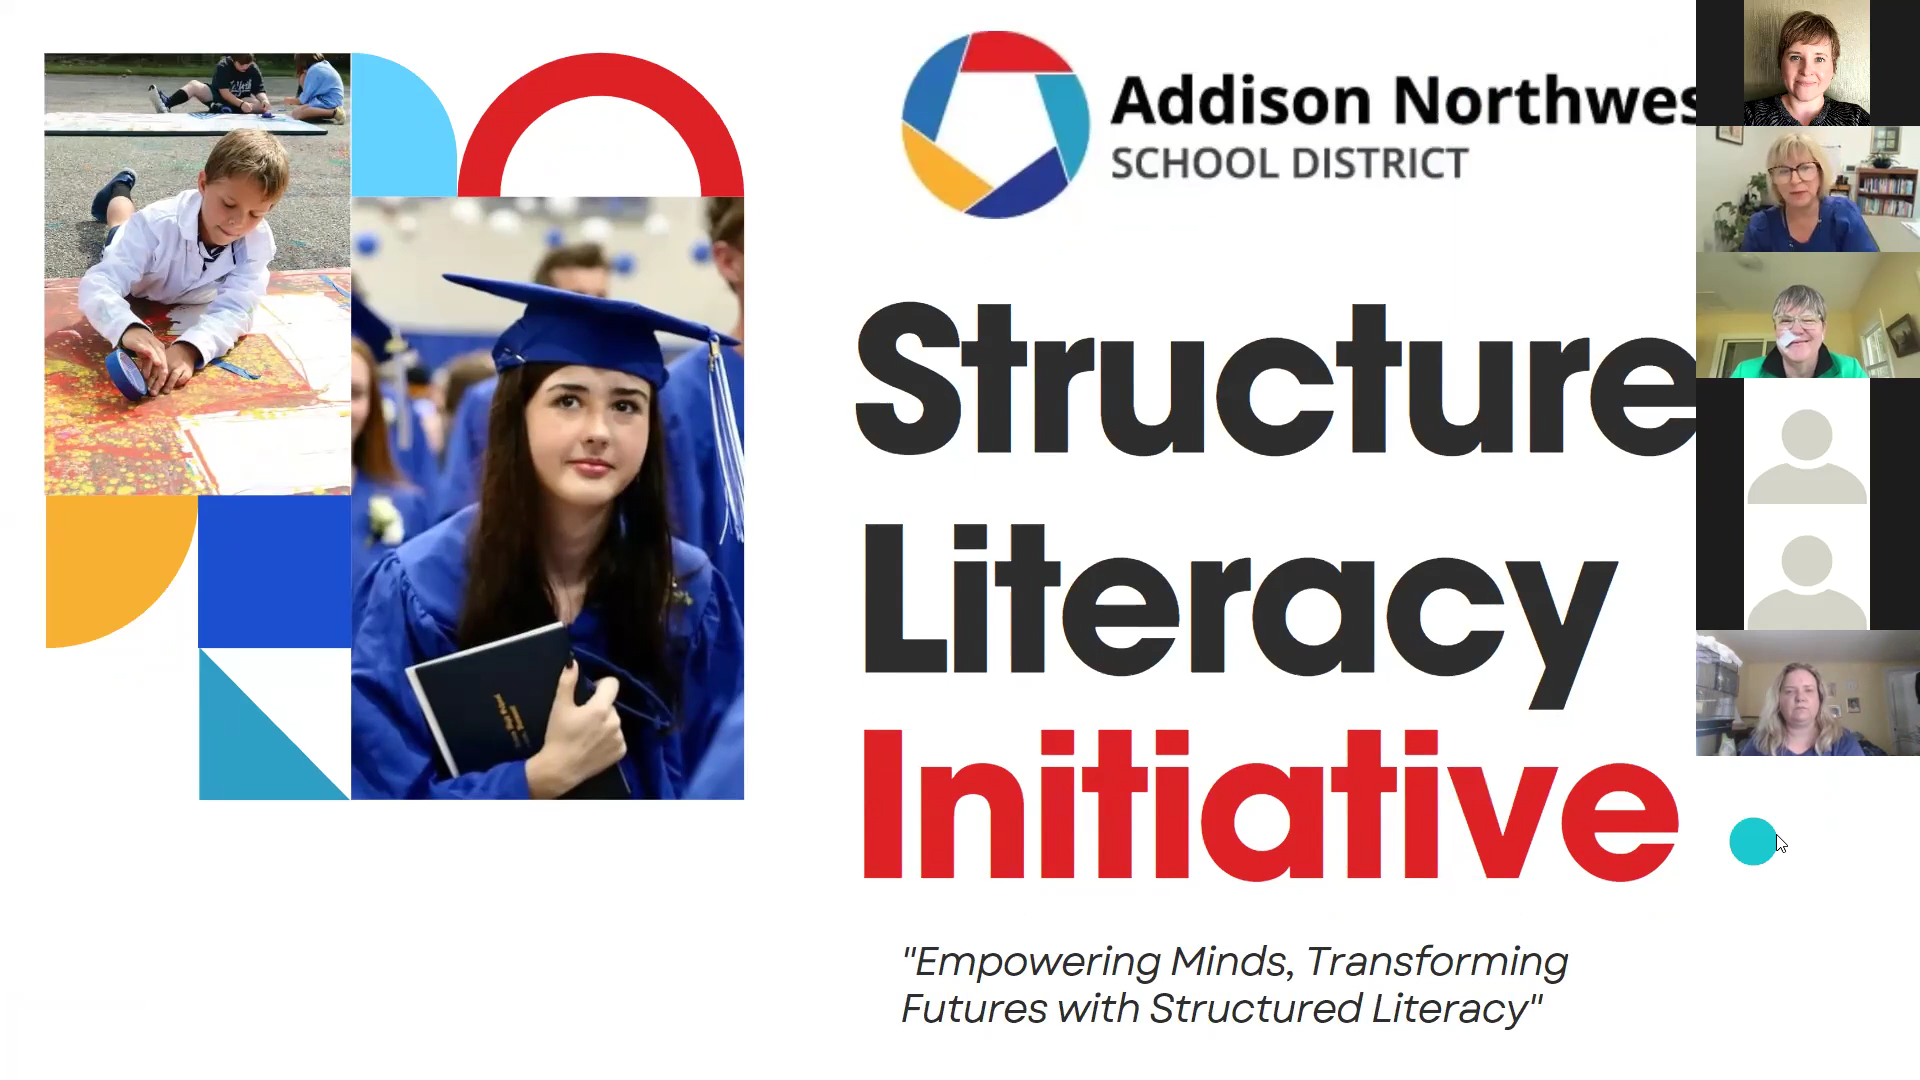 Addison Northwes
SCHOOL DISTRICT
Structure
Literacy
Initiative
"Empowering Minds, Transforming
Futures with Structured Literacy"